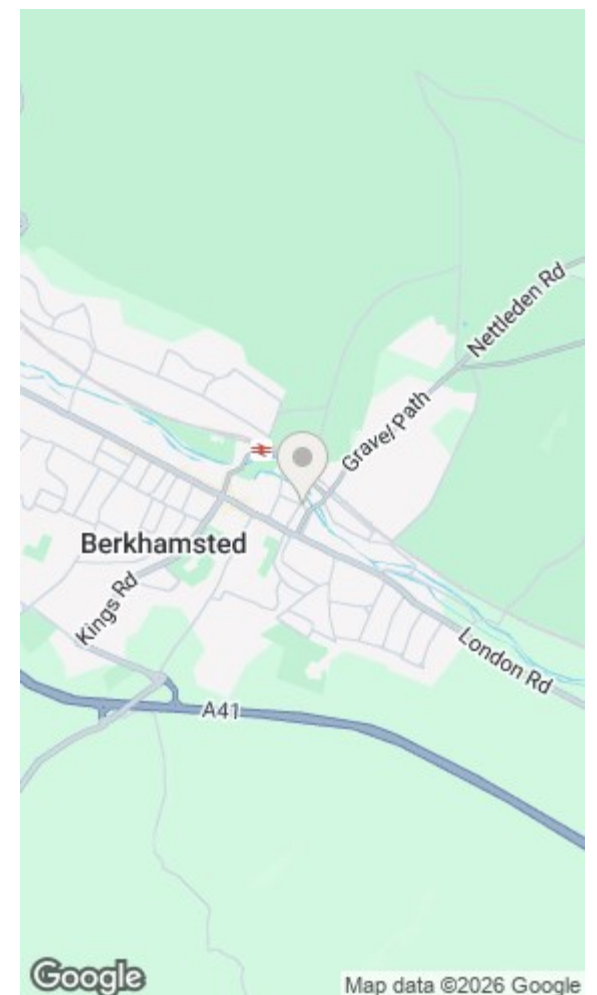 Nettleden Rd
Gravel Path
Berkhamsted
Kings Rd
London Rd
A41
Google
Map data ©2026 Google